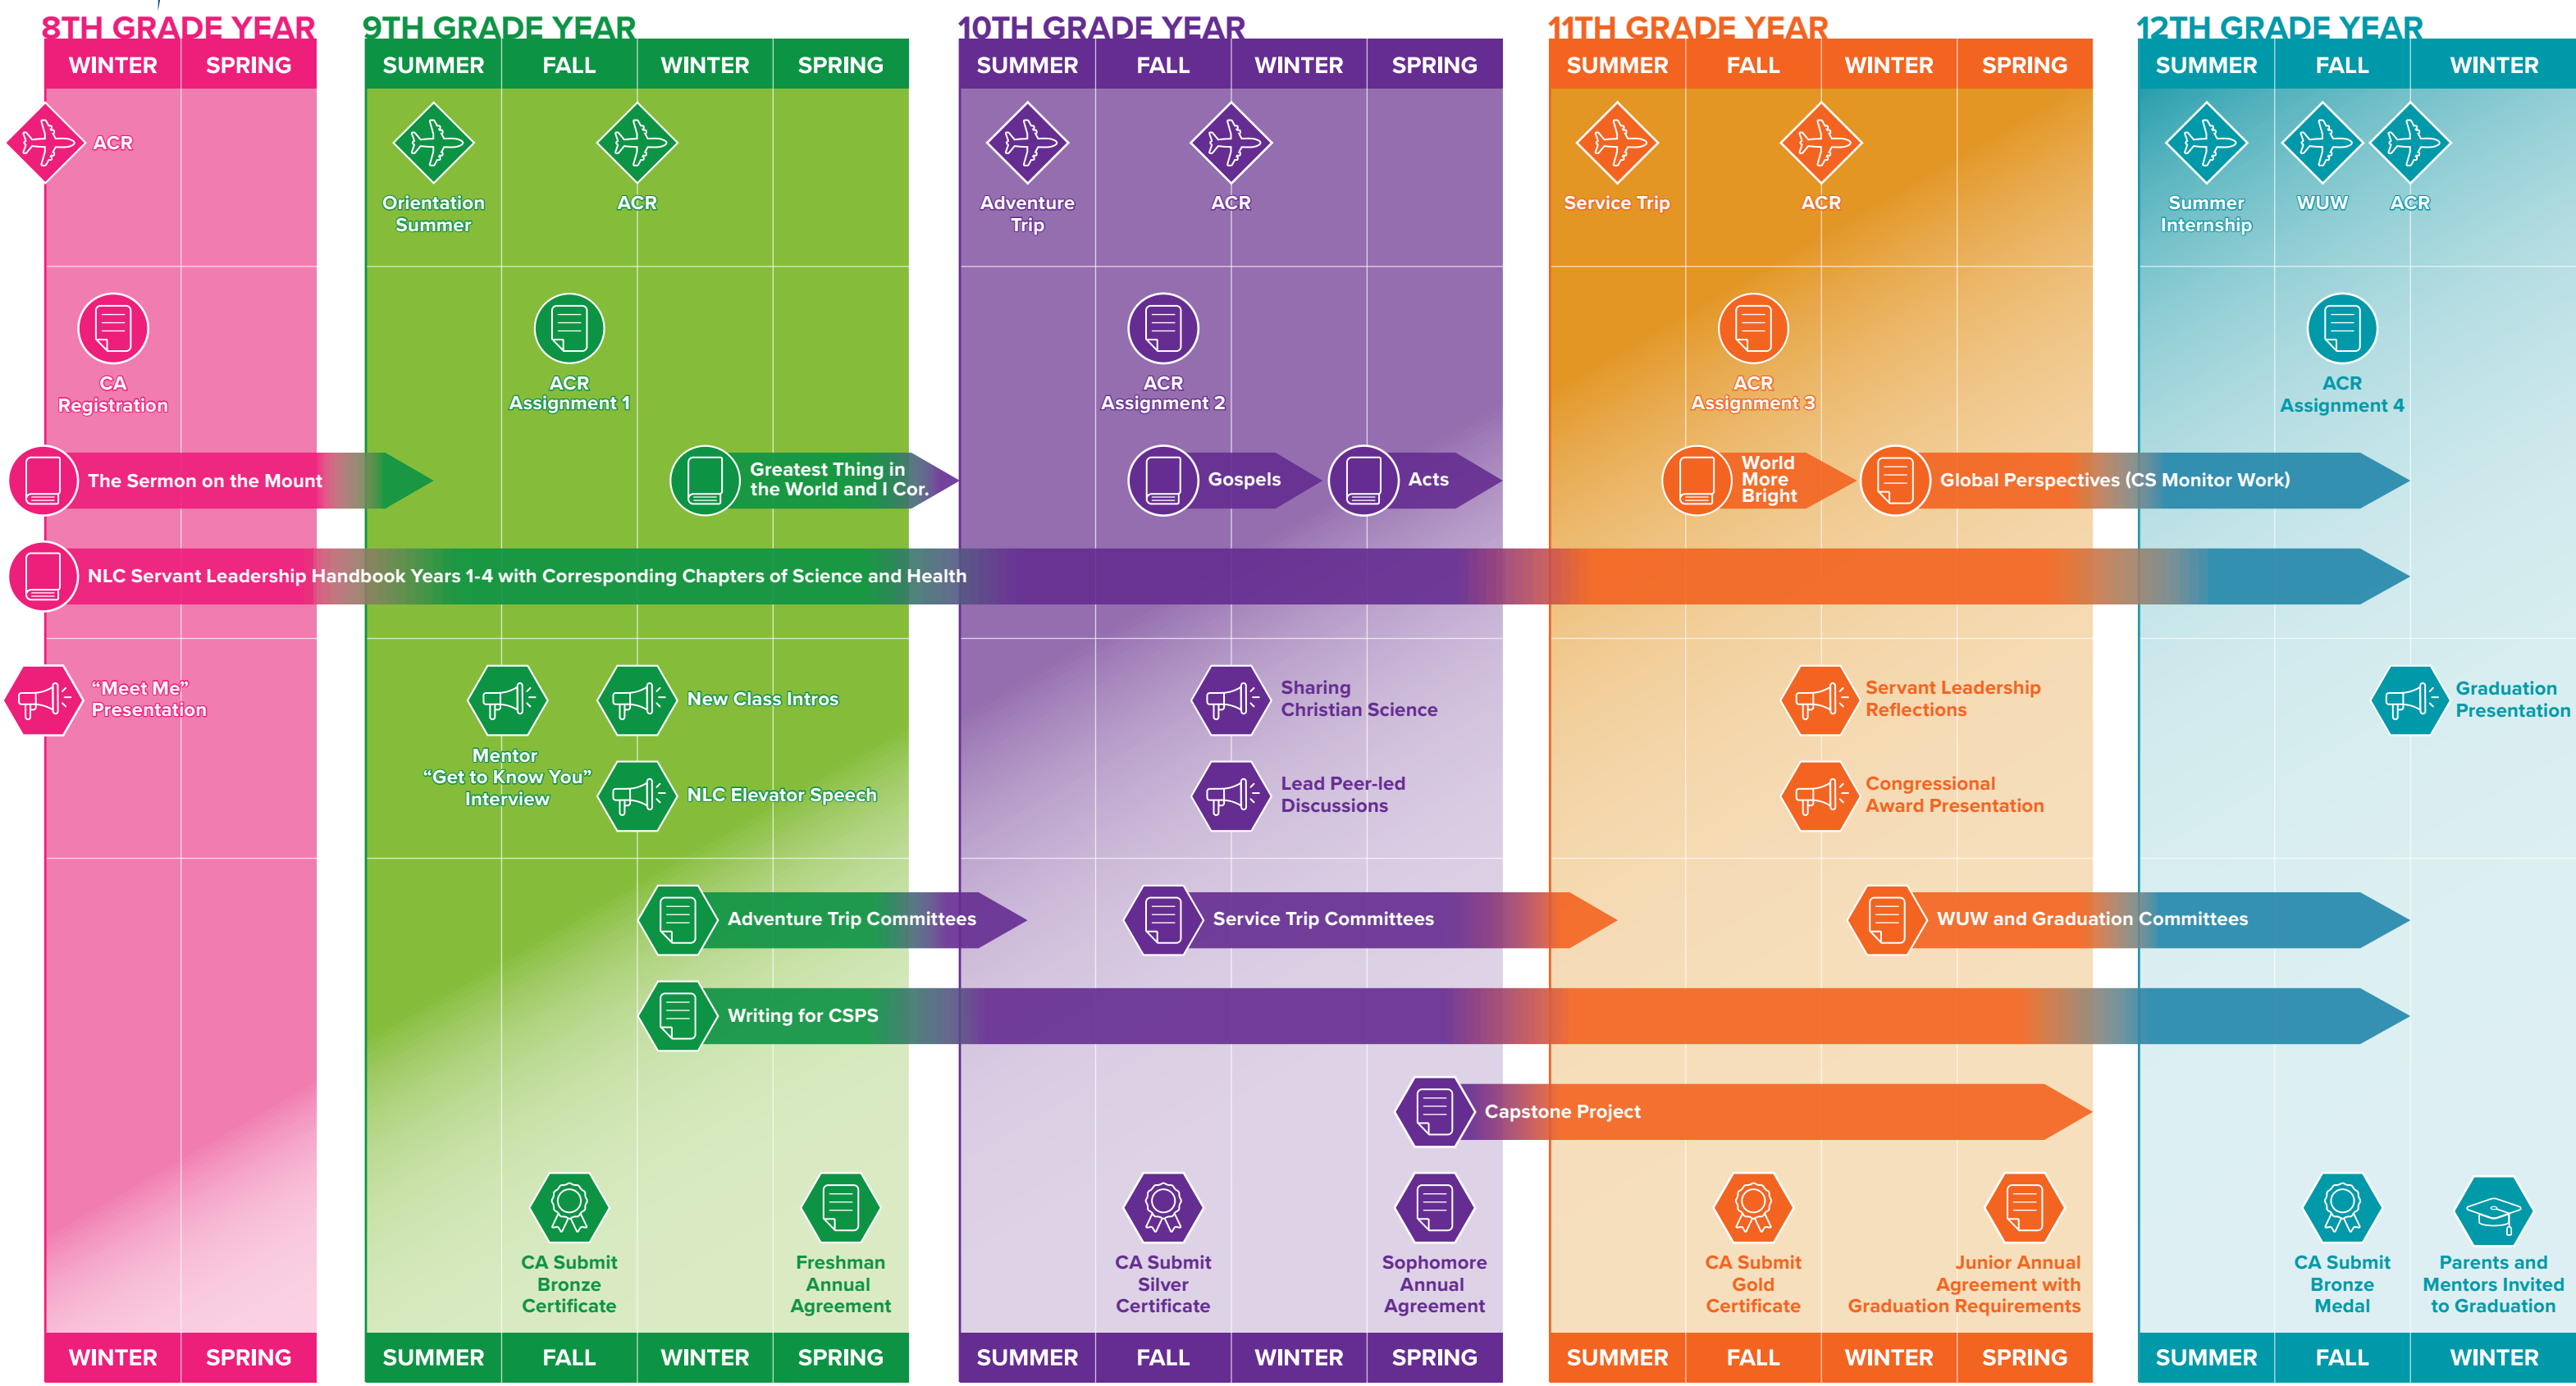 8TH GRADE YEAR
9TH GRADE YEAR
10TH GRADE YEAR
11TH GRADE YEAR
12TH GRADE YEAR
WINTER SPRING
SUMMER FALL WINTER SPRING
SUMMER FALL WINTER SPRING
SUMMER FALL WINTER SPRING
SUMMER FALL WINTER
ACR
Orientation
Summer
ACR
Adventure
Trip
ACR
Service Trip
ACR
Summer
Internship
WUW
ACR
CA
Registration
ACR
Assignment 1
ACR
Assignment 2
ACR
Assignment 3
ACR
Assignment 4
The Sermon on the Mount
Greatest Thing in
the World and I Cor.
Gospels
Acts
World
More
Bright
Global Perspectives (CS Monitor Work)
NLC Servant Leadership Handbook Years 1-4 with Corresponding Chapters of Science and Health
“Meet Me”
Presentation
Mentor
“Get to Know You”
Interview
New Class Intros
NLC Elevator Speech
Sharing
Christian Science
Lead Peer-led
Discussions
Servant Leadership
Reflections
Congressional
Award Presentation
Graduation
Presentation
Adventure Trip Committees
Service Trip Committees
WUW and Graduation Committees
Writing for CSPS
Capstone Project
CA Submit
Bronze
Certificate
Freshman
Annual
Agreement
CA Submit
Silver
Certificate
Sophomore
Annual
Agreement
CA Submit
Gold
Certificate
Junior Annual
Agreement with
Graduation Requirements
CA Submit
Bronze
Medal
Parents and
Mentors Invited
to Graduation
WINTER SPRING
SUMMER FALL WINTER SPRING
SUMMER FALL WINTER SPRING
SUMMER FALL WINTER SPRING
SUMMER FALL WINTER